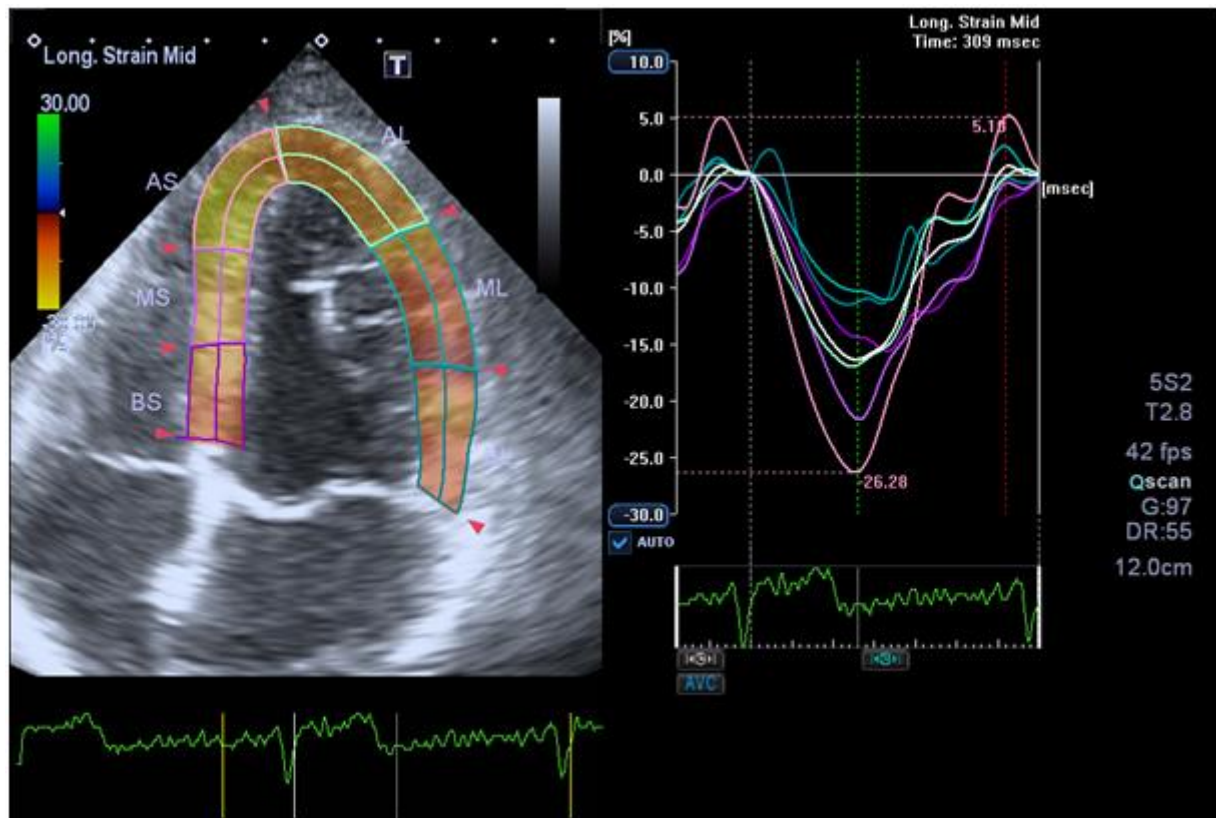 Long. Strain Mid
T
30.00
AL
AS
MS
ML
BS
Long. Strain Mid
Time: 309 msec
[%]
10.0
5.0
5.13
0.0
[msec]
-5.0
-10.0
-15.0
-20.0
-25.0
-26.28
-30.0
AUTO
AVC
5S2
T2.8
42 fps
Qscan
G:97
DR:55
12.0cm